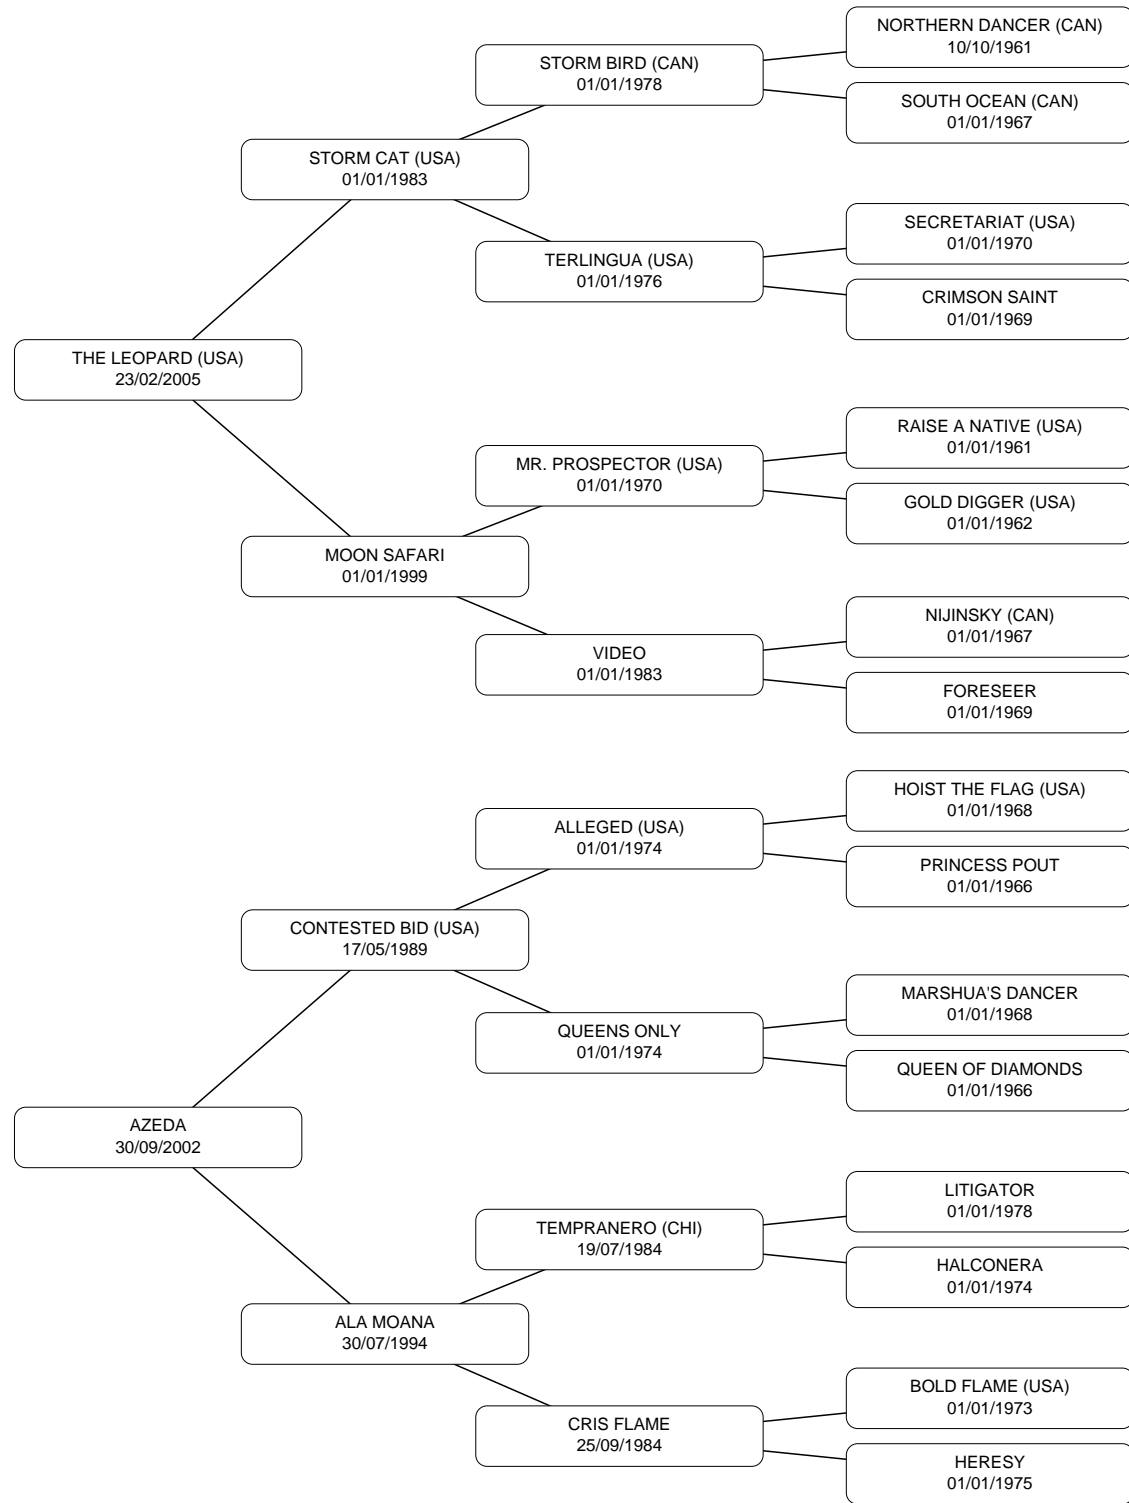 NORTHERN DANCER (CAN)
10/10/1961
STORM BIRD (CAN)
01/01/1978
SOUTH OCEAN (CAN)
01/01/1967
STORM CAT (USA)
01/01/1983
SECRETARIAT (USA)
01/01/1970
TERLINGUA (USA)
01/01/1976
CRIMSON SAINT
01/01/1969
THE LEOPARD (USA)
23/02/2005
RAISE A NATIVE (USA)
01/01/1961
MR. PROSPECTOR (USA)
01/01/1970
GOLD DIGGER (USA)
01/01/1962
MOON SAFARI
01/01/1999
NIJINSKY (CAN)
01/01/1967
VIDEO
01/01/1983
FORESEER
01/01/1969
HOIST THE FLAG (USA)
01/01/1968
ALLEGED (USA)
01/01/1974
PRINCESS POUT
01/01/1966
CONTESTED BID (USA)
17/05/1989
MARSHUA'S DANCER
01/01/1968
QUEENS ONLY
01/01/1974
QUEEN OF DIAMONDS
01/01/1966
AZEDA
30/09/2002
LITIGATOR
01/01/1978
TEMPRANERO (CHI)
19/07/1984
HALCONERA
01/01/1974
ALA MOANA
30/07/1994
BOLD FLAME (USA)
01/01/1973
CRIS FLAME
25/09/1984
HERESY
01/01/1975